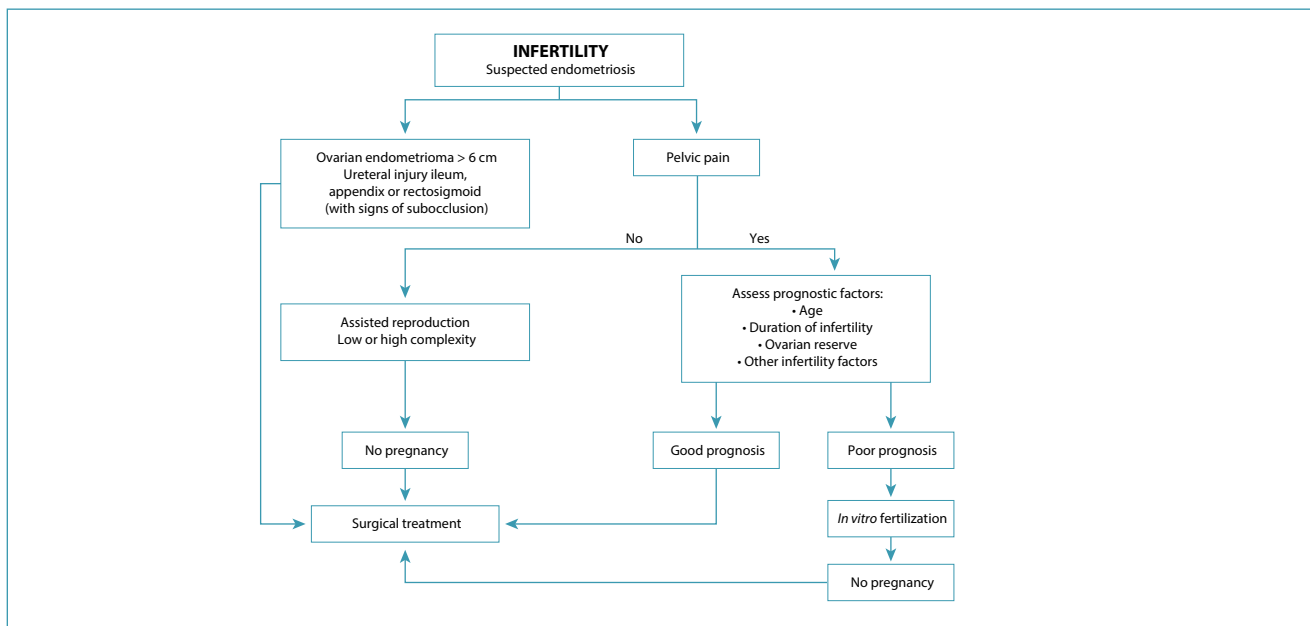 INFERTILITY
Suspected endometriosis
Ovarian endometrioma > 6 cm
Ureteral injury ileum,
appendix or rectosigmoid
(with signs of subocclusion)
Pelvic pain
No
Yes
Assisted reproduction
Low or high complexity
Assess prognostic factors:
• Age
• Duration of infertility
• Ovarian reserve
• Other infertility factors
No pregnancy
Good prognosis
Poor prognosis
Surgical treatment
In vitro fertilization
No pregnancy